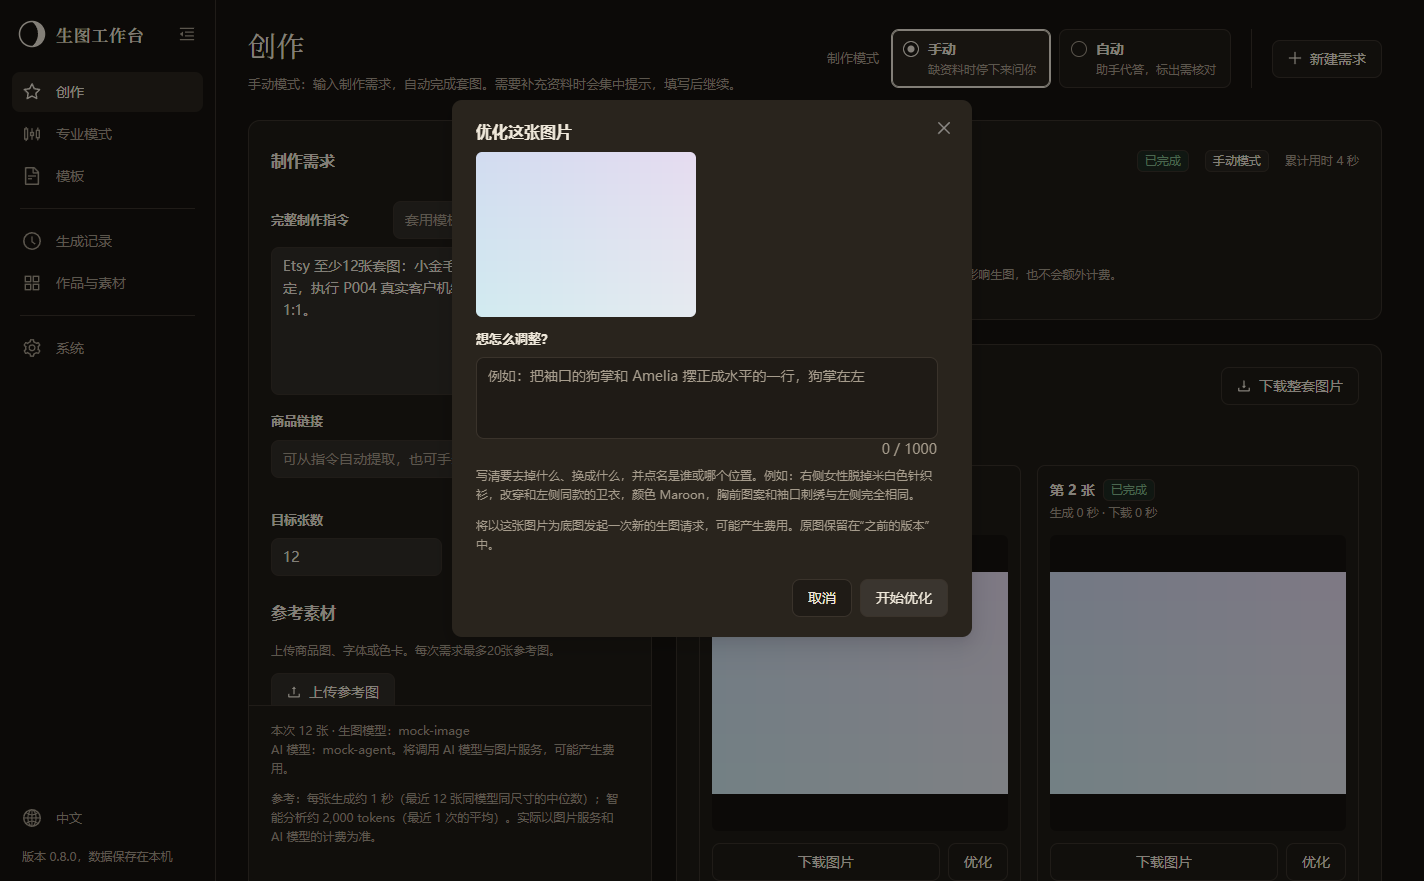 生图工作台
创作
专业模式
模板
生成记录
作品与素材
系统
中文
版本 0.8.0，数据保存在本机
创作
手动模式：输入制作需求，自动完成套图。需要补充资料时会集中提示，填写后继续。
制作模式
手动
缺资料时停下来问你
自动
助手代答，标出需核对
新建需求
制作需求
完整制作指令
套用模
Etsy 至少12张套图：小金毛
定，执行 P004 真实客户机
1:1。
商品链接
可从指令自动提取，也可手
目标张数
12
参考素材
上传商品图、字体或色卡。每次需求最多20张参考图。
上传参考图
本次 12 张 · 生图模型：mock-image
AI 模型：mock-agent。将调用 AI 模型与图片服务，可能产生费
用。
参考：每张生成约 1 秒（最近 12 张同模型同尺寸的中位数）；智
能分析约 2,000 tokens（最近 1 次的平均）。实际以图片服务和
AI 模型的计费为准。
已完成
手动模式
累计用时 4 秒
影响生图，也不会额外计费。
下载整套图片
第 2 张
已完成
生成 0 秒 · 下载 0 秒
下载图片
优化
下载图片
优化
优化这张图片
想怎么调整？
例如：把袖口的狗掌和 Amelia 摆正成水平的一行，狗掌在左
0 / 1000
写清要去掉什么、换成什么，并点名是谁或哪个位置。例如：右侧女性脱掉米白色针织
衫，改穿和左侧同款的卫衣，颜色 Maroon，胸前图案和袖口刺绣与左侧完全相同。
将以这张图片为底图发起一次新的生图请求，可能产生费用。原图保留在“之前的版本”
中。
取消
开始优化